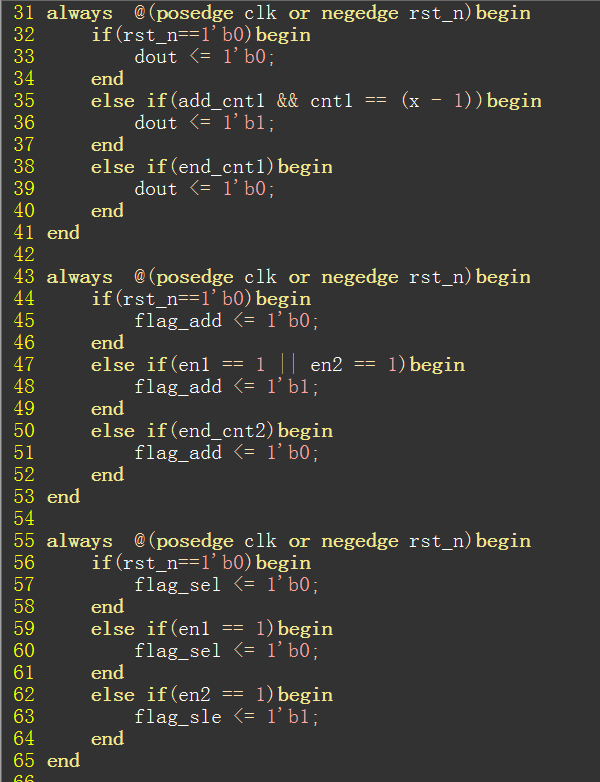 31 always  @(posedge clk or negedge rst_n)begin
32     if(rst_n==1'b0)begin
33         dout <= 1'b0;
34     end
35     else if(add_cnt1 && cnt1 == (x - 1))begin
36         dout <= 1'b1;
37     end
38     else if(end_cnt1)begin
39         dout <= 1'b0;
40     end
41 end
42
43 always  @(posedge clk or negedge rst_n)begin
44     if(rst_n==1'b0)begin
45         flag_add <= 1'b0;
46     end
47     else if(en1 == 1 || en2 == 1)begin
48         flag_add <= 1'b1;
49     end
50     else if(end_cnt2)begin
51         flag_add <= 1'b0;
52     end
53 end
54
55 always  @(posedge clk or negedge rst_n)begin
56     if(rst_n==1'b0)begin
57         flag_sel <= 1'b0;
58     end
59     else if(en1 == 1)begin
60         flag_sel <= 1'b0;
61     end
62     else if(en2 == 1)begin
63         flag_sle <= 1'b1;
64     end
65 end